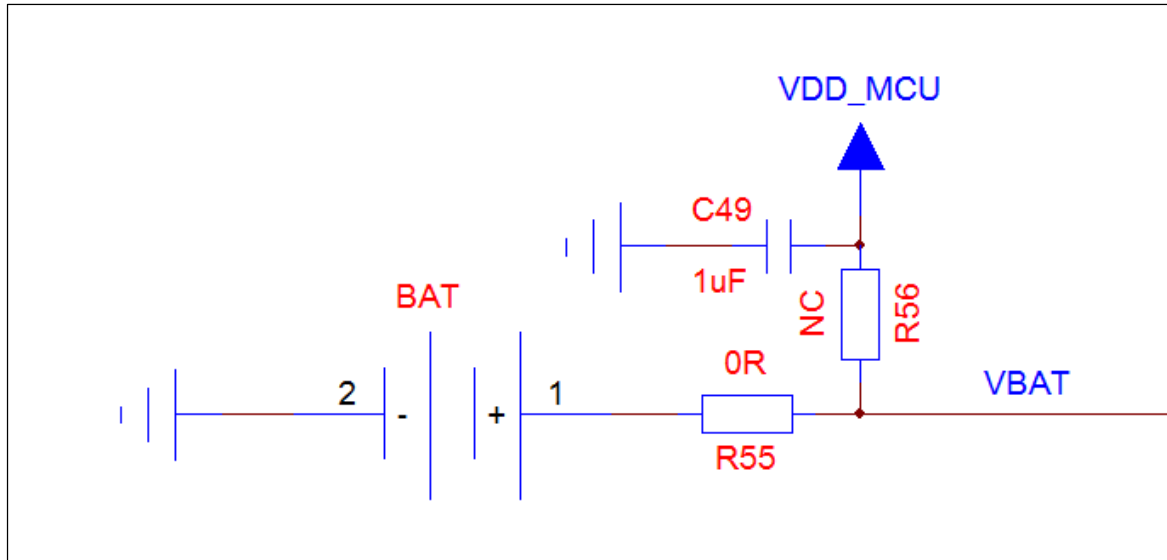 VDD_MCU
C49
1uF
NC
R56
BAT
0R
2
-
+
1
VBAT
R55